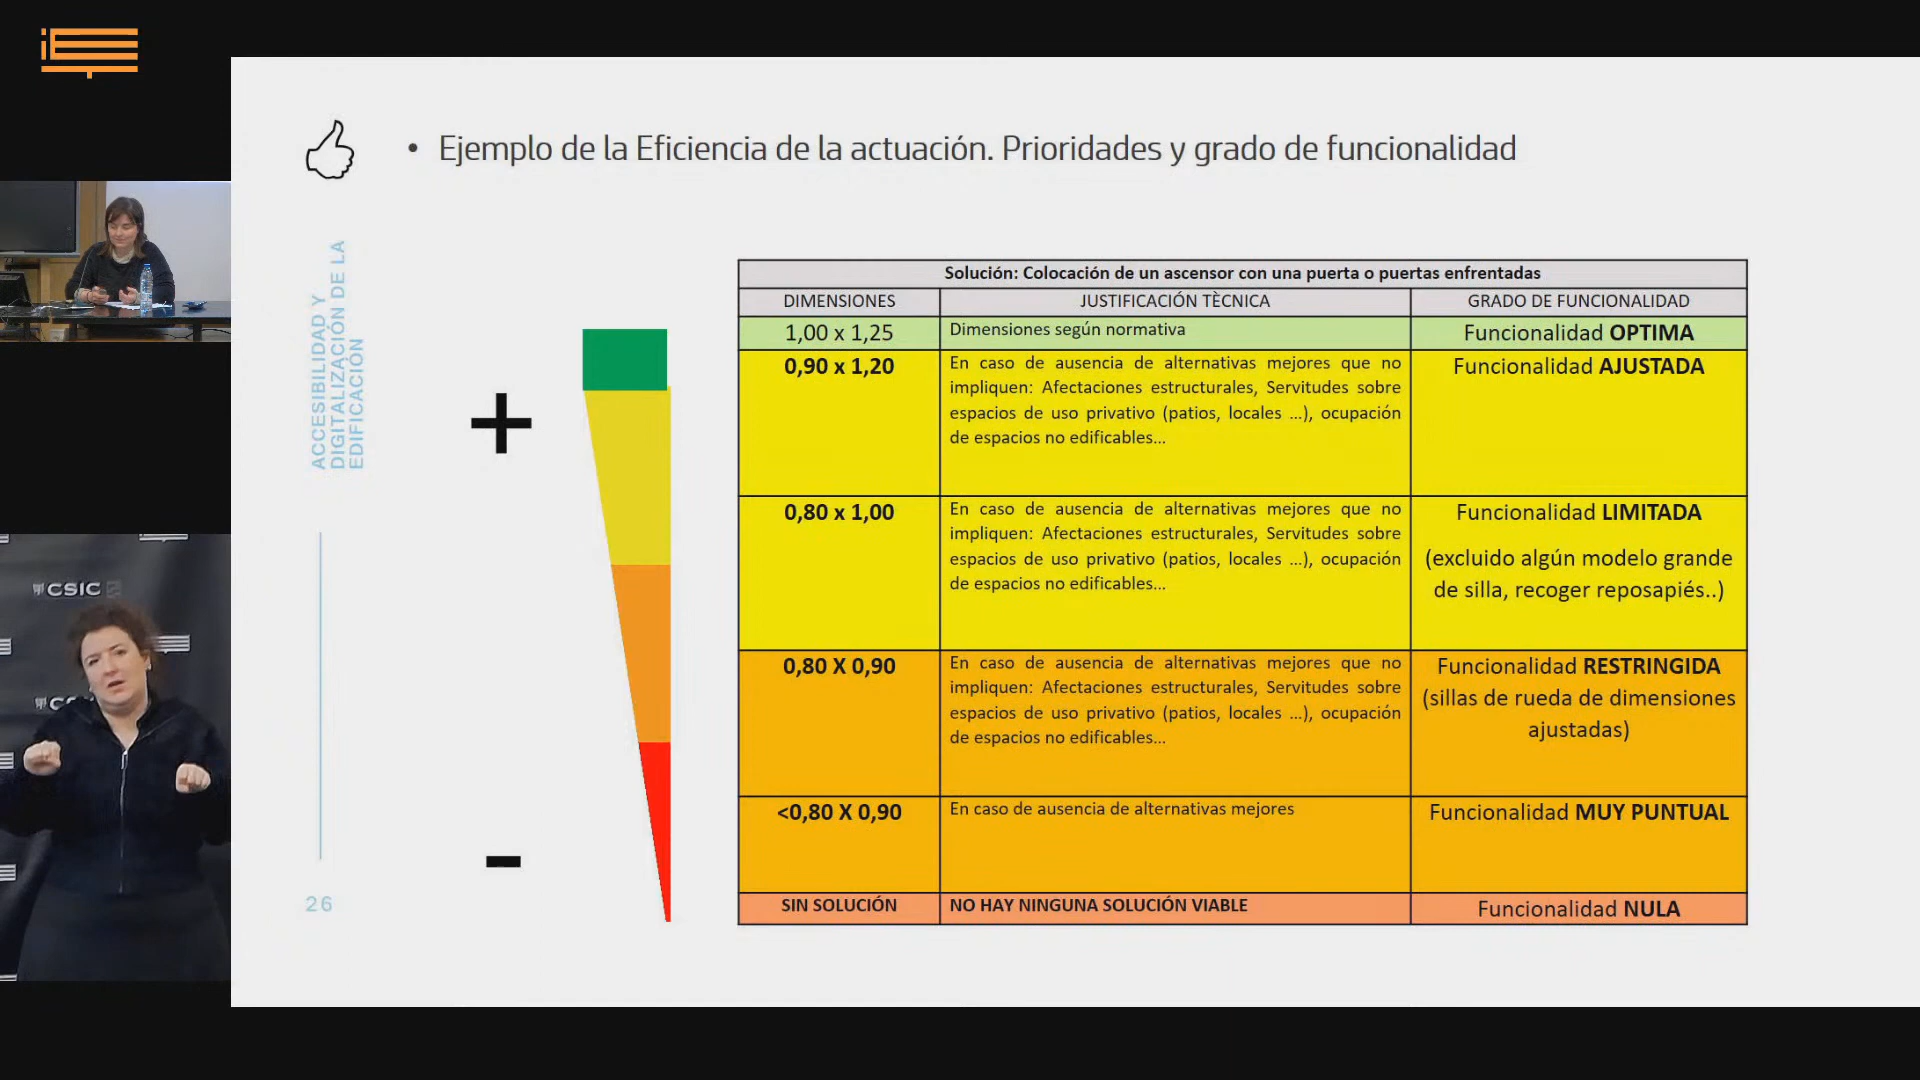 • Ejemplo de la Eficiencia de la actuación. Prioridades y grado de funcionalidad
ACCESIBILIDAD Y
DIGITALIZACIÓN DE LA
EDIFICACIÓN
26
+
-
Solución: Colocación de un ascensor con una puerta o puertas enfrentadas
DIMENSIONES
JUSTIFICACIÓN TÈCNICA
GRADO DE FUNCIONALIDAD
1,00 x 1,25
Dimensiones según normativa
Funcionalidad OPTIMA
0,90 x 1,20
En caso de ausencia de alternativas mejores que no
impliquen: Afectaciones estructurales, Servitudes sobre
espacios de uso privativo (patios, locales ...), ocupación
de espacios no edificables...
Funcionalidad AJUSTADA
0,80 x 1,00
En caso de ausencia de alternativas mejores que no
impliquen: Afectaciones estructurales, Servitudes sobre
espacios de uso privativo (patios, locales ...), ocupación
de espacios no edificables...
Funcionalidad LIMITADA
(excluido algún modelo grande
de silla, recoger reposapiés..)
0,80 X 0,90
En caso de ausencia de alternativas mejores que no
impliquen: Afectaciones estructurales, Servitudes sobre
espacios de uso privativo (patios, locales ...), ocupación
de espacios no edificables...
Funcionalidad RESTRINGIDA
(sillas de rueda de dimensiones
ajustadas)
<0,80 X 0,90
En caso de ausencia de alternativas mejores
Funcionalidad MUY PUNTUAL
SIN SOLUCIÓN
NO HAY NINGUNA SOLUCIÓN VIABLE
Funcionalidad NULA
CSIC